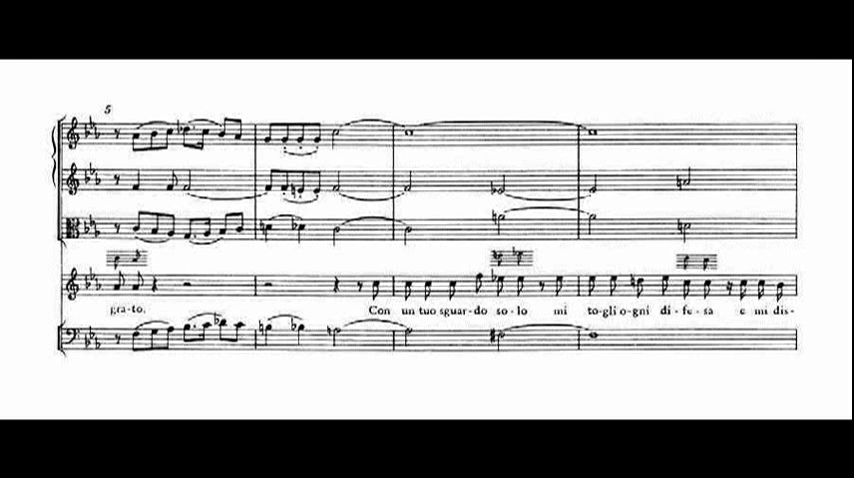 5
gra-to. Con un tuo sguar-do so-lo mi to-gli o-gni di-fe-sa e mi dis-